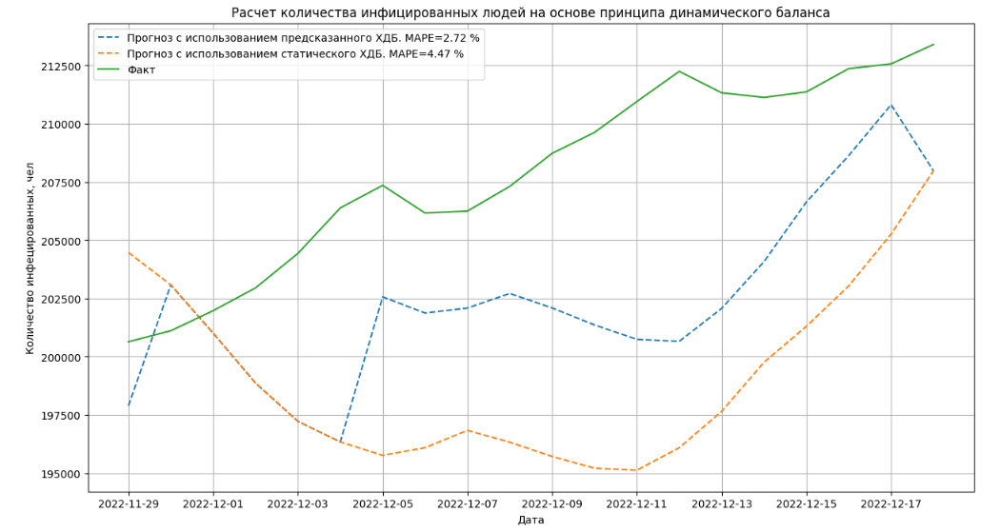 Расчет количества инфицированных людей на основе принципа динамического баланса
Прогноз с использованием предсказанного ХДБ. MAPE=2.72 %
Прогноз с использованием статического ХДБ. MAPE=4.47 %
Факт
Количество инфецированных, чел
212500
210000
207500
205000
202500
200000
197500
195000
2022-11-29 2022-12-01 2022-12-03 2022-12-05 2022-12-07 2022-12-09 2022-12-11 2022-12-13 2022-12-15 2022-12-17
Дата